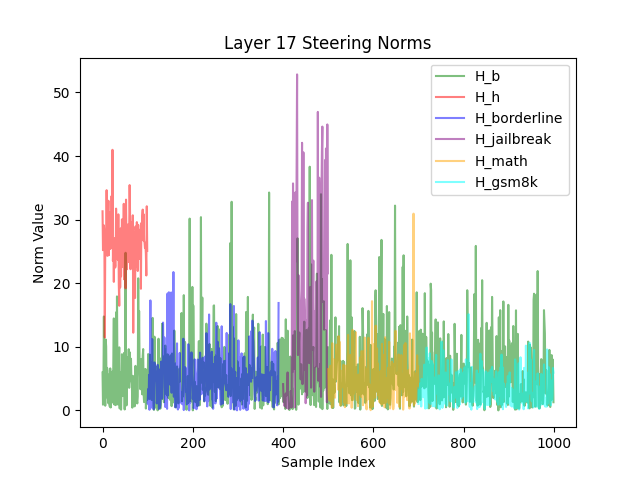 Layer 17 Steering Norms
H_b
H_h
H_borderline
H_jailbreak
H_math
H_gsm8k
Norm Value
50
40
30
20
10
0
0 200 400 600 800 1000
Sample Index